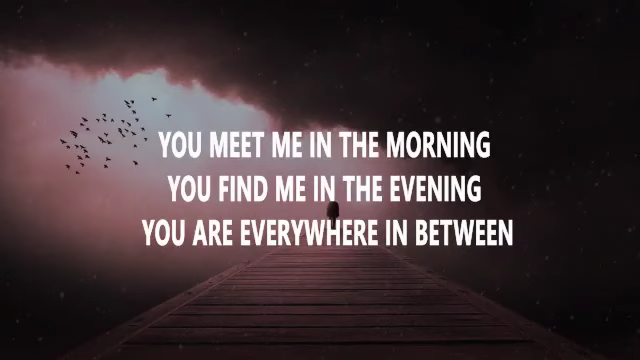 YOU MEET ME IN THE MORNING
YOU FIND ME IN THE EVENING
YOU ARE EVERYWHERE IN BETWEEN